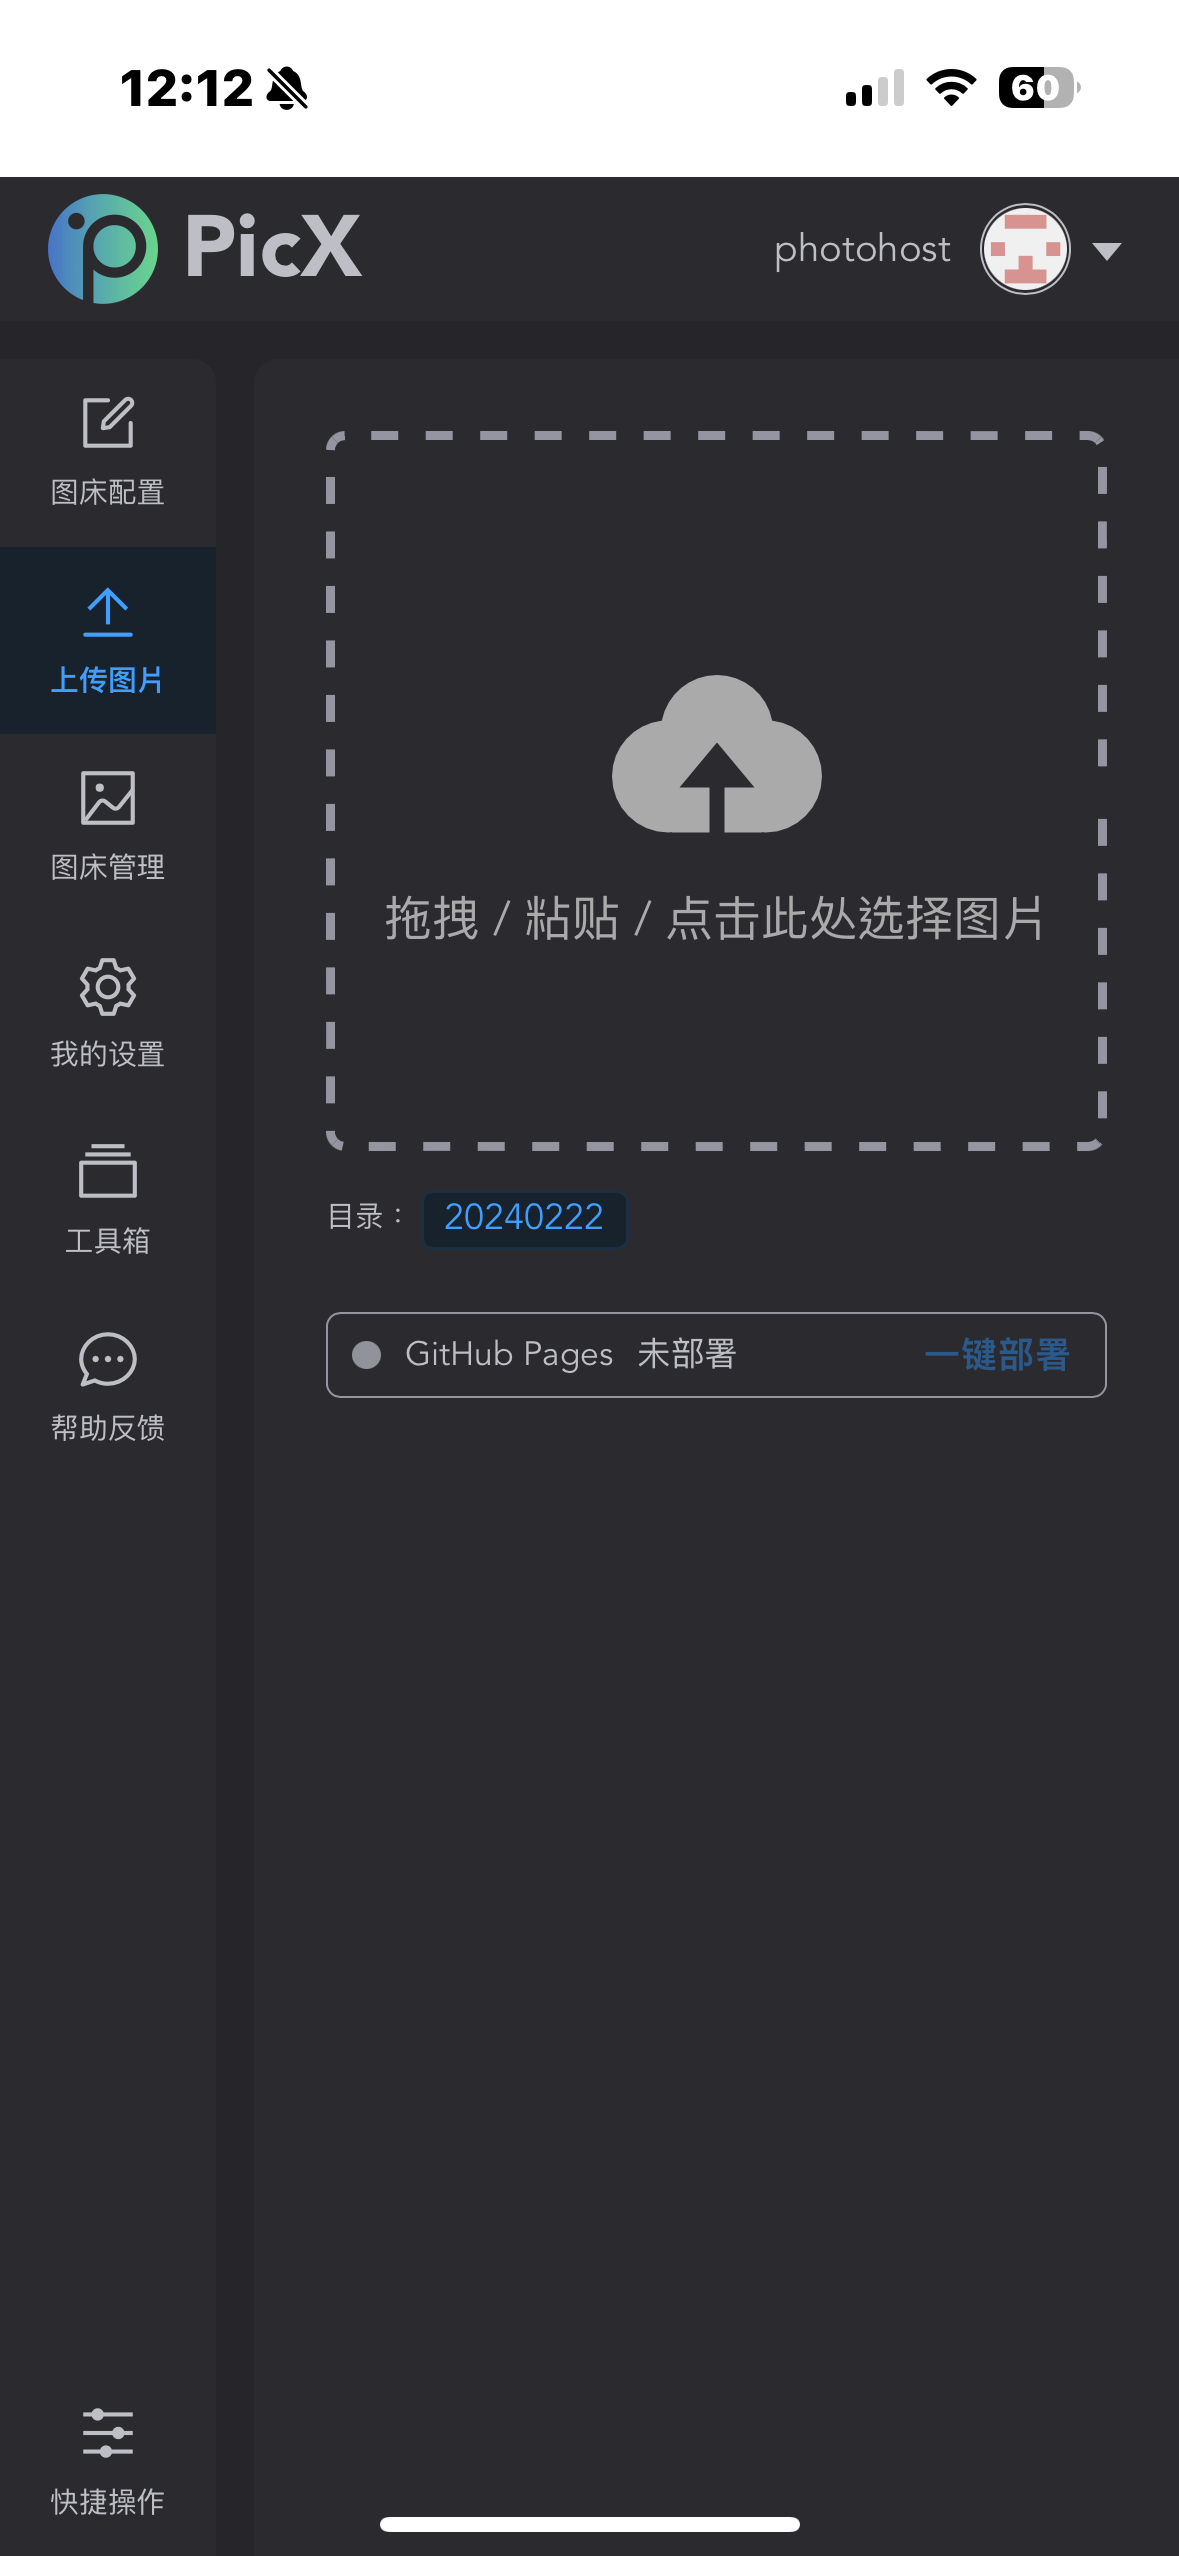 12:12
60
PicX
photohost
图床配置
上传图片
图床管理
我的设置
工具箱
帮助反馈
拖拽 / 粘贴 / 点击此处选择图片
目录： 20240222
GitHub Pages 未部署 一键部署
快捷操作